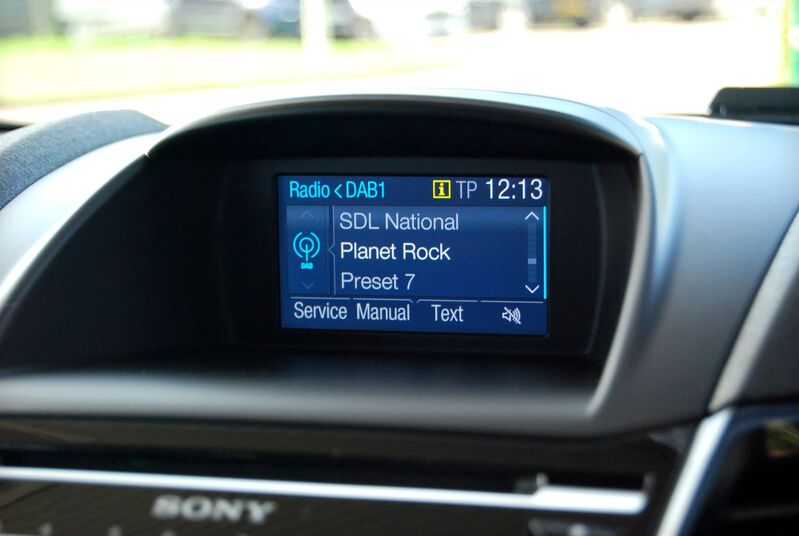 Radio < DAB1 i TP 12:13
SDL National
DAB
Planet Rock
Preset 7
Service Manual Text
SONY